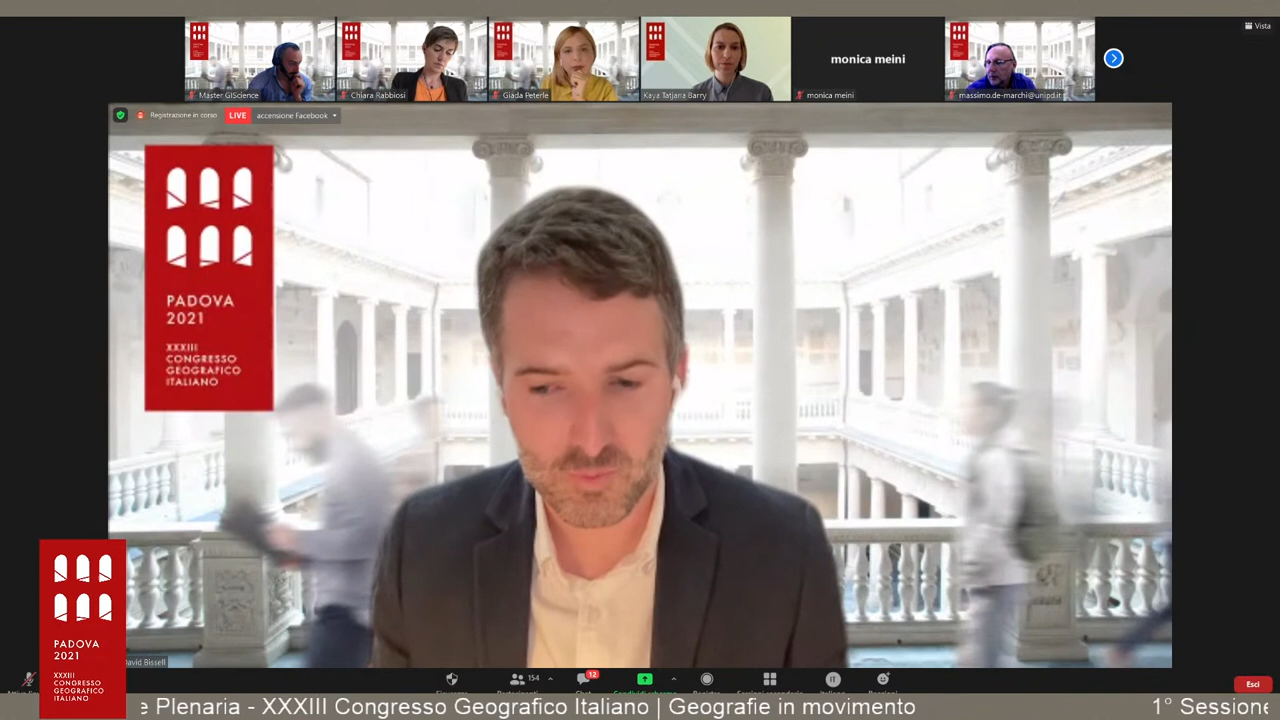 Vista
Master GIScience
Chiara Rabbiosi
Giada Peterle
Kaya Tatjana Barry
monica meini
monica meini
massimo.de-marchi@unipd.it
Registrazione in corso
LIVE
accensione Facebook
PADOVA
2021
XXXIII
CONGRESSO
GEOGRAFICO
ITALIANO
David Bissell
PADOVA
2021
XXXIII
CONGRESSO
GEOGRAFICO
ITALIANO
154
12
IT
Esci
e Plenaria - XXXIII Congresso Geografico Italiano | Geografie in movimento
1° Sessione